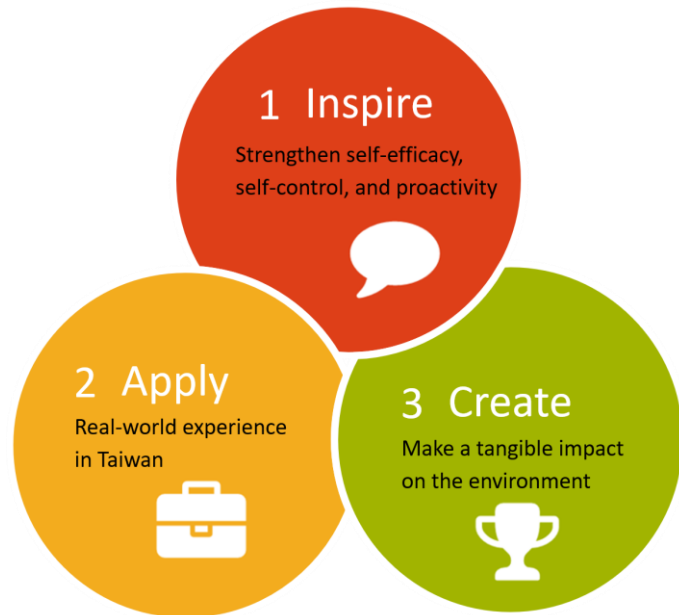 1 Inspire
Strengthen self-efficacy,
self-control, and proactivity
2 Apply
Real-world experience
in Taiwan
3 Create
Make a tangible impact
on the environment